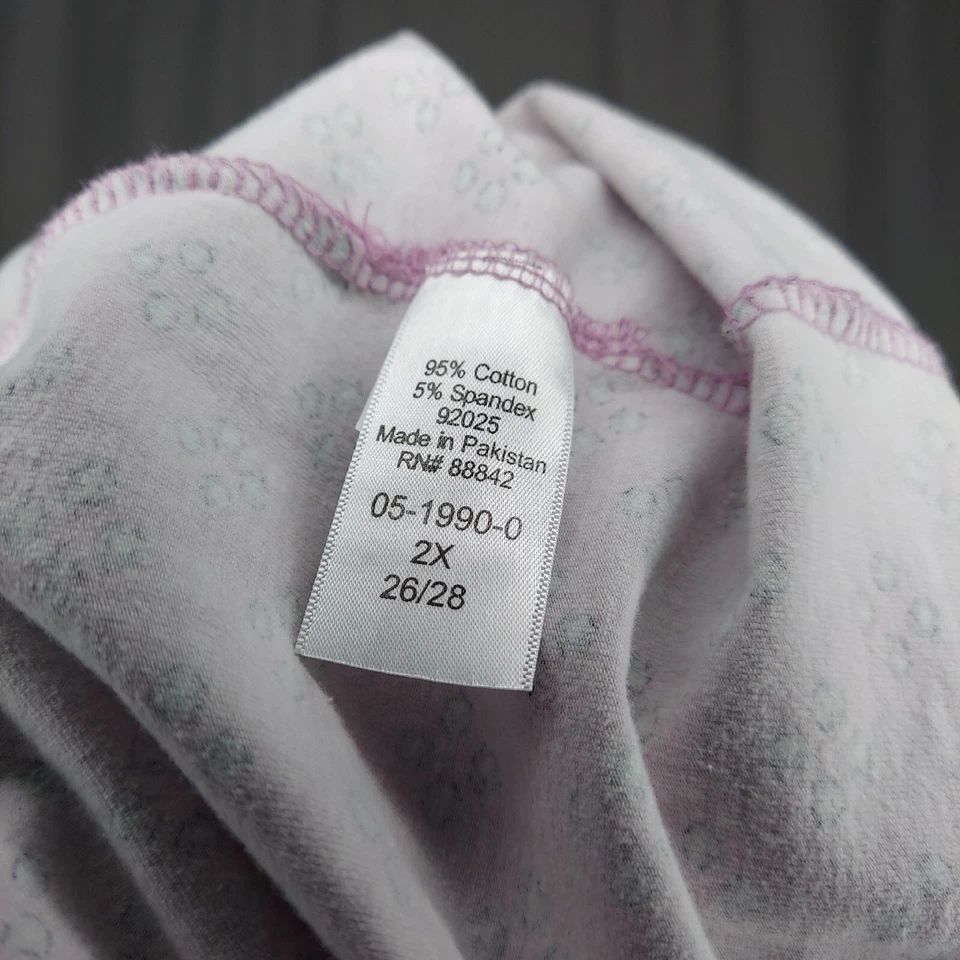 95% Cotton
5% Spandex
92025
Made in Pakistan
RN# 88842
05-1990-0
2X
26/28